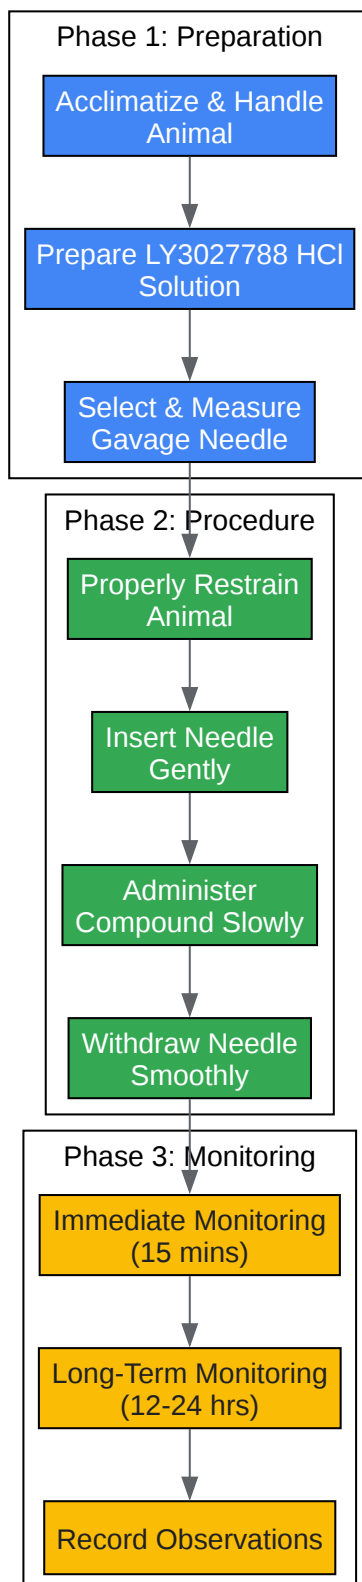 Phase 1: Preparation
Acclimatize & Handle
Animal
Prepare LY3027788 HCl
Solution
Select & Measure
Gavage Needle
Phase 2: Procedure
Properly Restrain
Animal
Insert Needle
Gently
Administer
Compound Slowly
Withdraw Needle
Smoothly
Phase 3: Monitoring
Immediate Monitoring
(15 mins)
Long-Term Monitoring
(12-24 hrs)
Record Observations